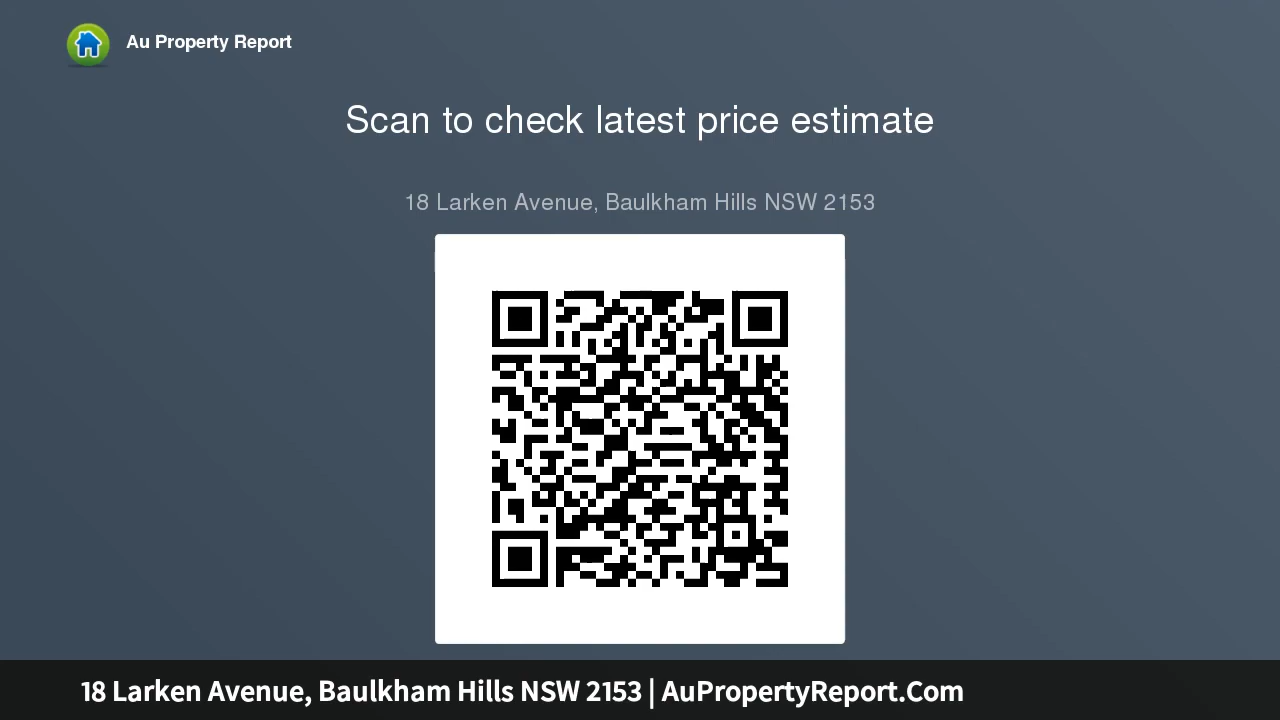 Au Property Report
Scan to check latest price estimate
18 Larken Avenue, Baulkham Hills NSW 2153
18 Larken Avenue, Baulkham Hills NSW 2153 | AuPropertyReport.Com